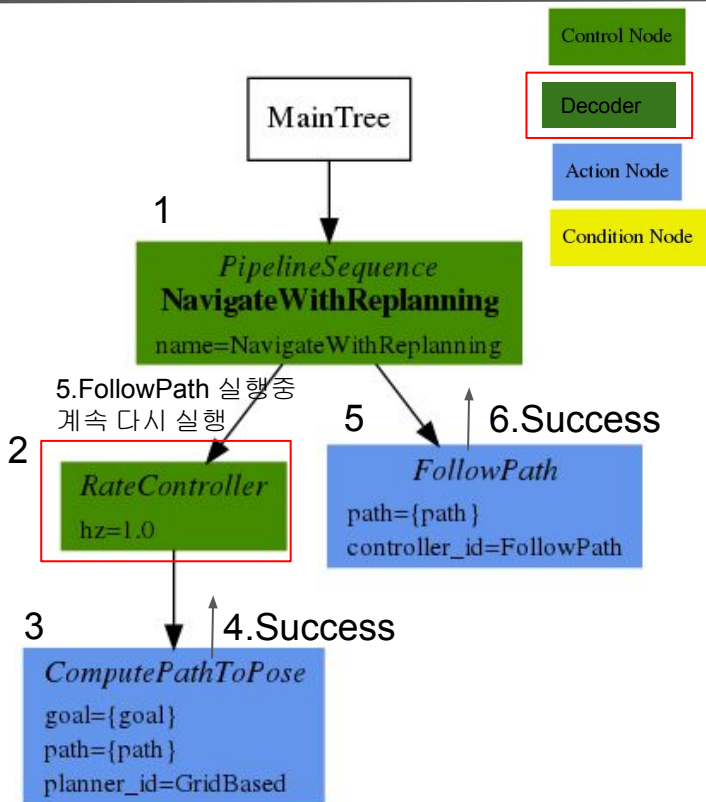 Control Node
Decoder
Action Node
Condition Node
MainTree
1
PipelineSequence
NavigateWithReplanning
name=NavigateWithReplanning
5.FollowPath 실행중
계속 다시 실행
2
RateController
hz=1.0
5
6.Success
FollowPath
path={path}
controller_id=FollowPath
3
4.Success
ComputePathToPose
goal={goal}
path={path}
planner_id=GridBased